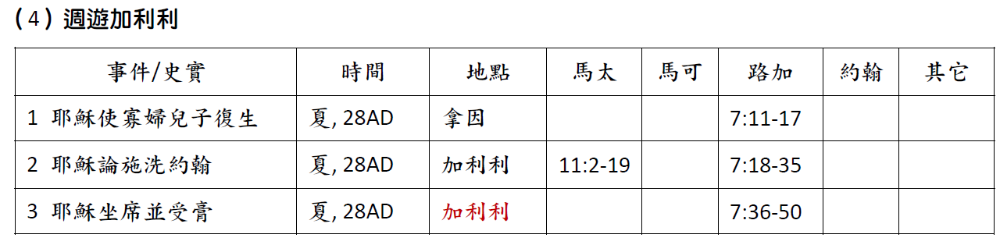 （4）週遊加利利
事件/史實 時間 地點 馬太 馬可 路加 約翰 其它
1 耶穌使寡婦兒子復生 夏, 28AD 拿因 7:11-17
2 耶穌論施洗約翰 夏, 28AD 加利利 11:2-19 7:18-35
3 耶穌坐席並受膏 夏, 28AD 加利利 7:36-50